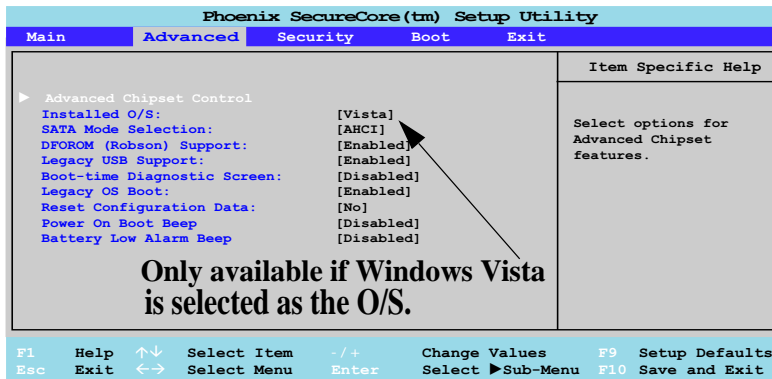 Phoenix SecureCore(tm) Setup Utility
Main Advanced Security Boot Exit
Item Specific Help
▶ Advanced Chipset Control
Installed O/S: [Vista]
SATA Mode Selection: [AHCI]
DFOROM (Robson) Support: [Enabled]
Legacy USB Support: [Enabled]
Boot-time Diagnostic Screen: [Disabled]
Legacy OS Boot: [Enabled]
Reset Configuration Data: [No]
Power On Boot Beep [Disabled]
Battery Low Alarm Beep [Disabled]
Select options for
Advanced Chipset
features.
Only available if Windows Vista
is selected as the O/S.
F1 Help ↑↓ Select Item -/+ Change Values F9 Setup Defaults
Esc Exit ←→ Select Menu Enter Select ▶Sub-Menu F10 Save and Exit